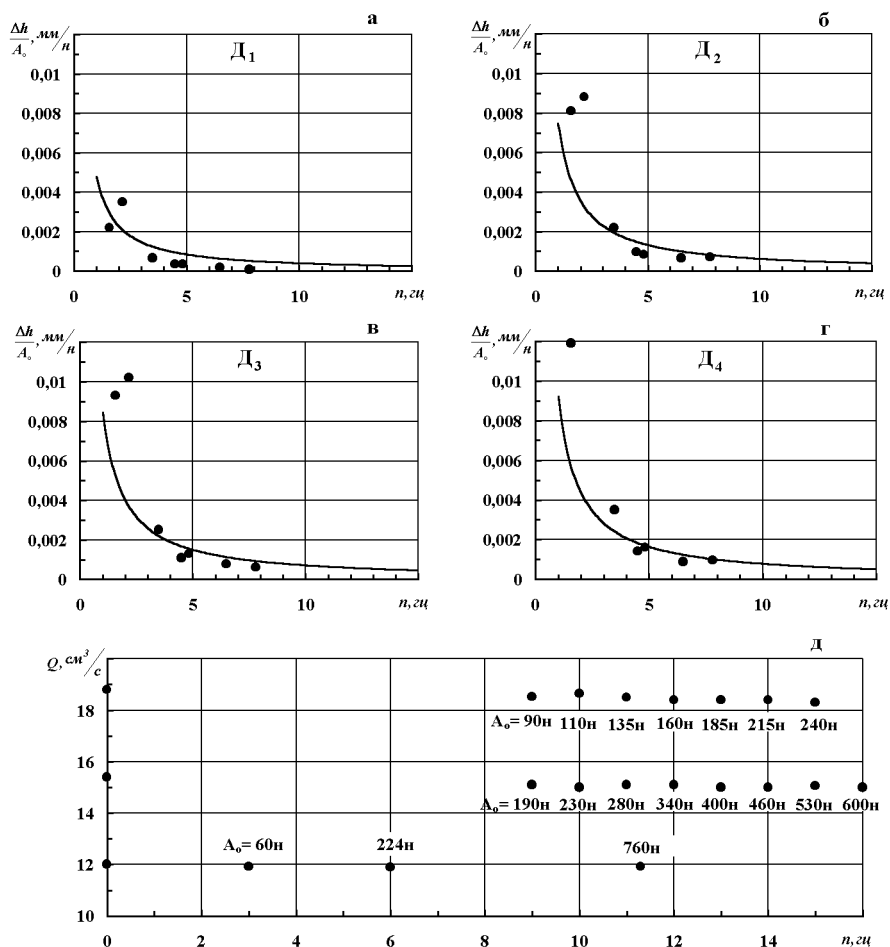 а
Δh/A₀, мм/н
Д₁
0,01
0,008
0,006
0,004
0,002
0
0 5 10 n, гц
б
Δh/A₀, мм/н
Д₂
0,01
0,008
0,006
0,004
0,002
0
0 5 10 n, гц
в
Δh/A₀, мм/н
Д₃
0,01
0,008
0,006
0,004
0,002
0
0 5 10 n, гц
г
Δh/A₀, мм/н
Д₄
0,01
0,008
0,006
0,004
0,002
0
0 5 10 n, гц
д
Q, см³/с
18
Aₒ= 90н 110н 135н 160н 185н 215н 240н
16
14
Aₒ= 190н 230н 280н 340н 400н 460н 530н 600н
Aₒ= 60н 224н 760н
12
10
0 2 4 6 8 10 12 14 n, гц